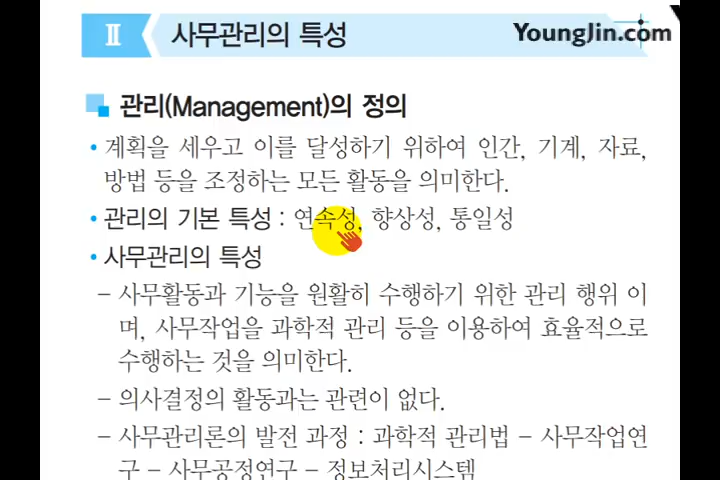 Ⅱ 사무관리의 특성
YoungJin.com
관리(Management)의 정의
• 계획을 세우고 이를 달성하기 위하여 인간, 기계, 자료,
방법 등을 조정하는 모든 활동을 의미한다.
• 관리의 기본 특성 : 연속성, 향상성, 통일성
• 사무관리의 특성
– 사무활동과 기능을 원활히 수행하기 위한 관리 행위 이
며, 사무작업을 과학적 관리 등을 이용하여 효율적으로
수행하는 것을 의미한다.
– 의사결정의 활동과는 관련이 없다.
– 사무관리론의 발전 과정 : 과학적 관리법 – 사무작업연
구 – 사무공정연구 – 정보처리시스템